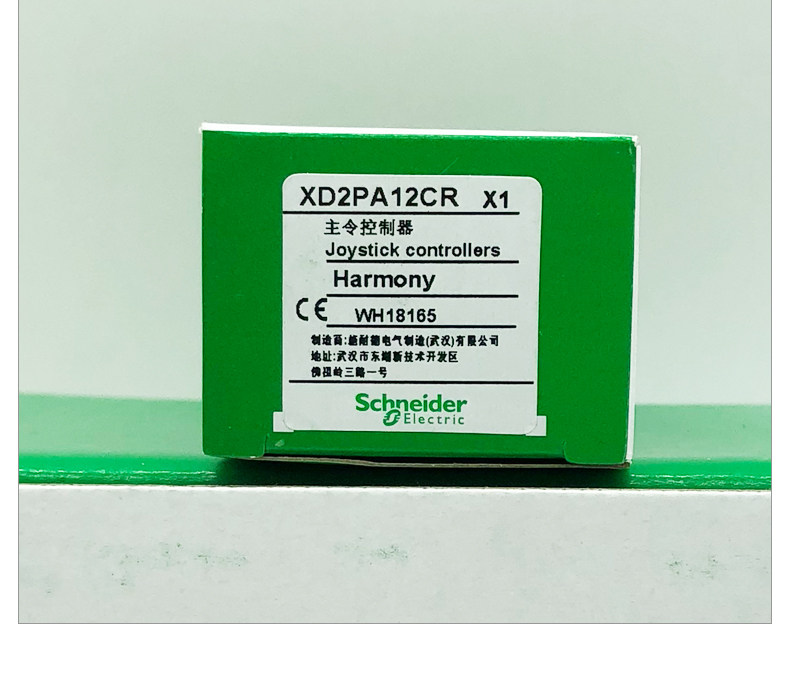 XD2PA12CR X1
主令控制器
Joystick controllers
Harmony
CE WH18165
制造商:施耐德电气制造(武汉)有限公司
地址:武汉市东湖新技术开发区
佛祖岭三路一号
Schneider
Electric